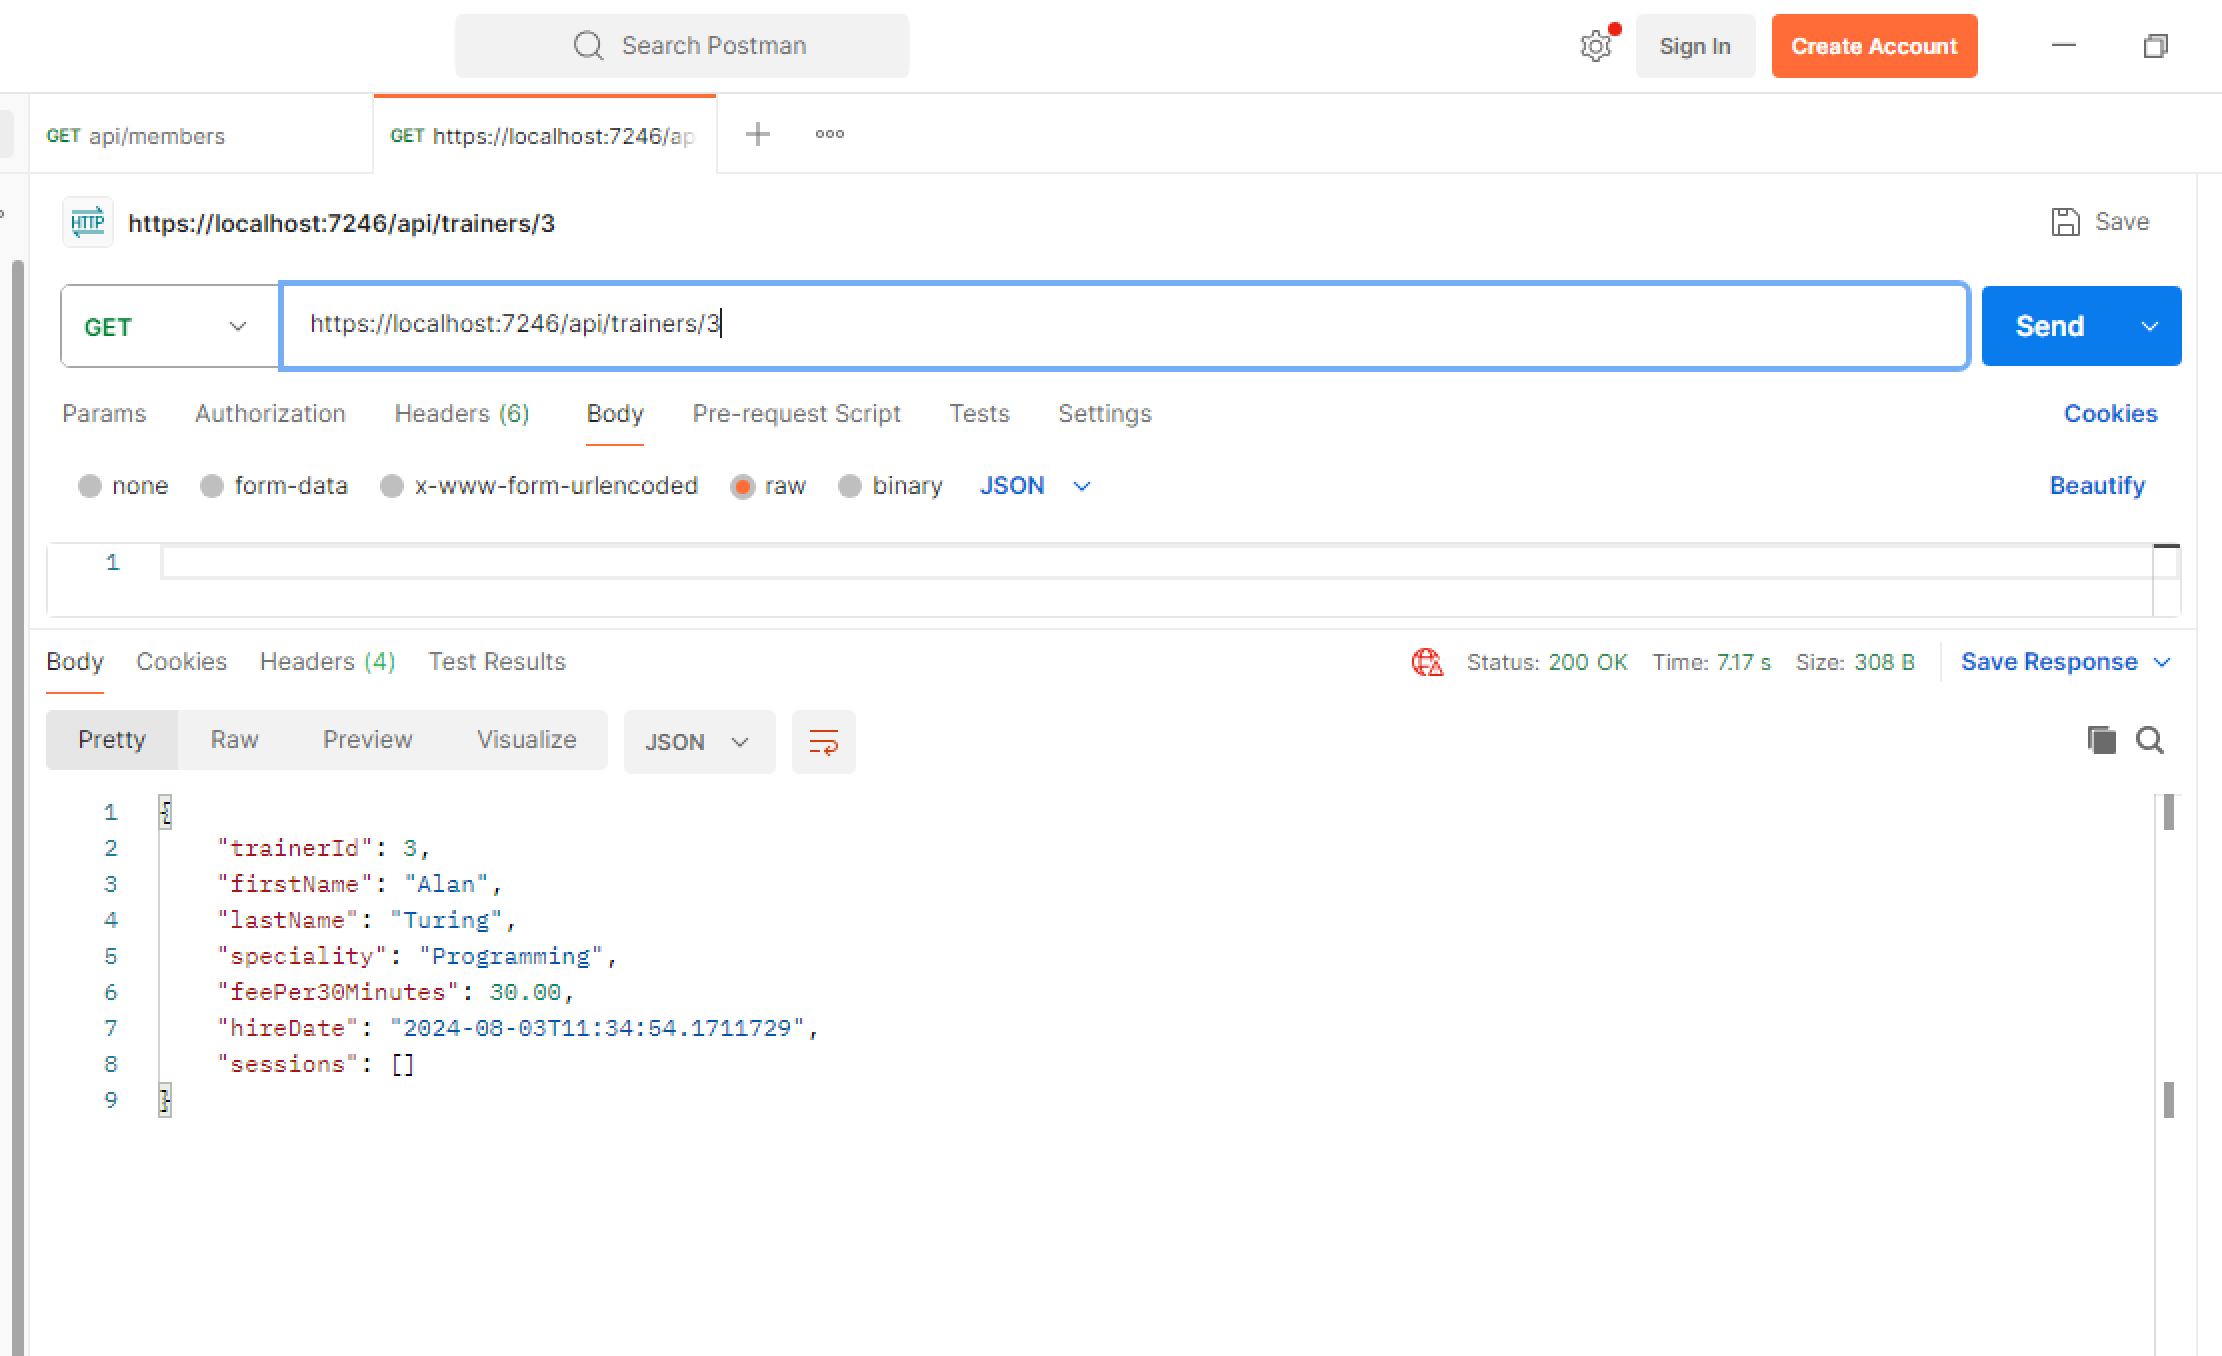 Search Postman
Sign In
Create Account
GET api/members
GET https://localhost:7246/ap
HTTP https://localhost:7246/api/trainers/3
Save
GET
https://localhost:7246/api/trainers/3
Send
Params Authorization Headers (6) Body Pre-request Script Tests Settings Cookies
none form-data x-www-form-urlencoded raw binary JSON Beautify
1
Body Cookies Headers (4) Test Results Status: 200 OK Time: 7.17 s Size: 308 B Save Response
Pretty Raw Preview Visualize JSON
1 {
2 "trainerId": 3,
3 "firstName": "Alan",
4 "lastName": "Turing",
5 "speciality": "Programming",
6 "feePer30Minutes": 30.00,
7 "hireDate": "2024-08-03T11:34:54.1711729",
8 "sessions": []
9 }